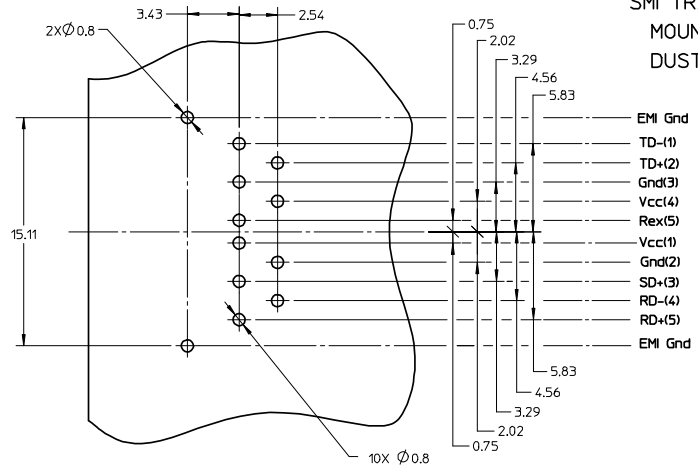 SMI TR
MOUN
DUST
3.43
2.54
2X∅0.8
0.75
2.02
3.29
4.56
5.83
EMI Gnd
TD-(1)
TD+(2)
Gnd(3)
Vcc(4)
Rex(5)
15.11
Vcc(1)
Gnd(2)
SD+(3)
RD-(4)
RD+(5)
EMI Gnd
5.83
4.56
3.29
2.02
0.75
10X ∅0.8